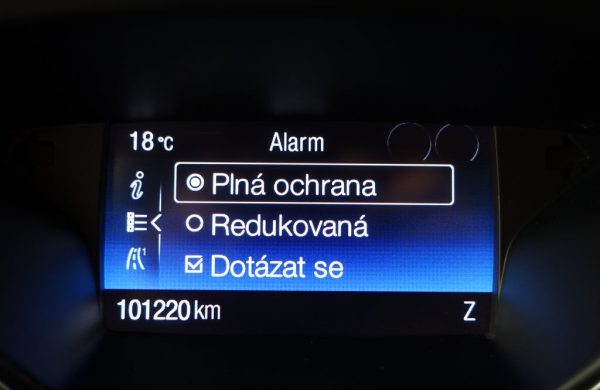 18°C Alarm
Plná ochrana
Redukovaná
Dotázat se
101220 km Z